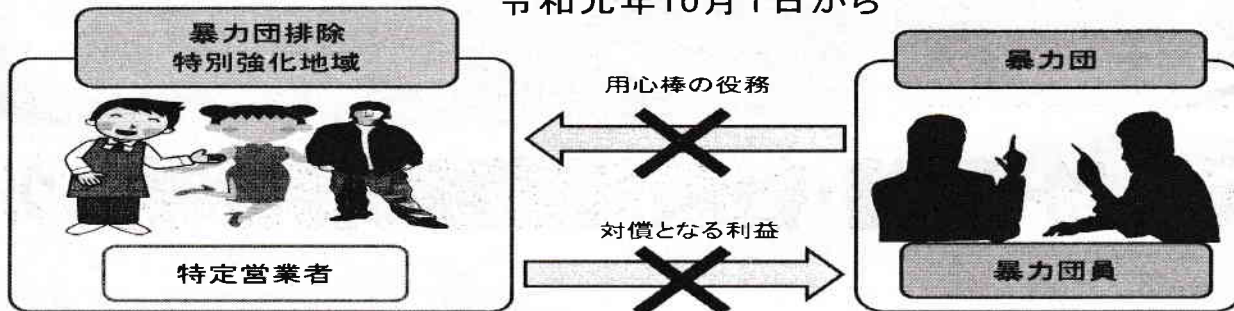 令和元年10月1日から
暴力団排除
特別強化地域
特定営業者
用心棒の役務
対償となる利益
暴力団
暴力団員